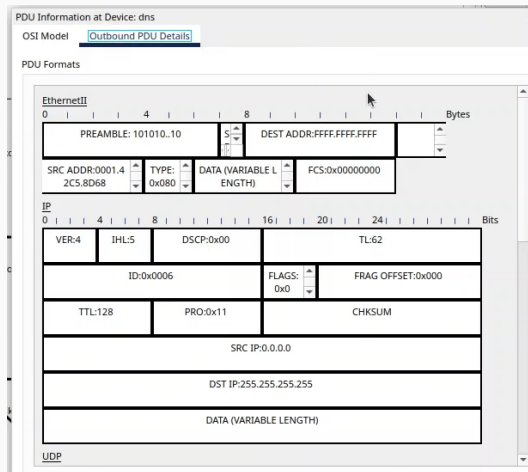 PDU Information at Device: dns
OSI Model Outbound PDU Details
PDU Formats
EthernetII
0 4 8 Bytes
PREAMBLE: 101010..10 DEST ADDR:FFFF.FFFF.FFFF
SRC ADDR:0001.4
2C5.8D68
TYPE:
0x080
DATA (VARIABLE L
ENGTH)
FCS:0x00000000
IP
0 4 8 16 20 24 Bits
VER:4 IHL:5 DSCP:0x00 TL:62
ID:0x0006 FLAGS:
0x0
FRAG OFFSET:0x000
TTL:128 PRO:0x11 CHKSUM
SRC IP:0.0.0.0
DST IP:255.255.255.255
DATA (VARIABLE LENGTH)
UDP